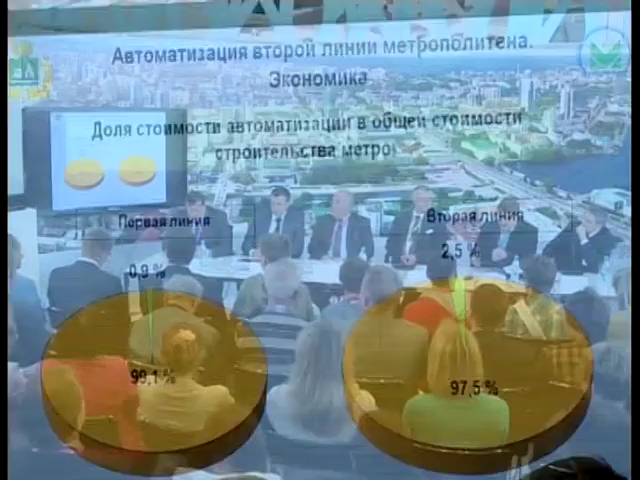 Автоматизация второй линии метрополитена.
Экономика
Доля стоимости автоматизации в общей стоимости
строительства метро
Первая линия
Вторая линия
0,9 %
2,5 %
99,1 %
97,5 %